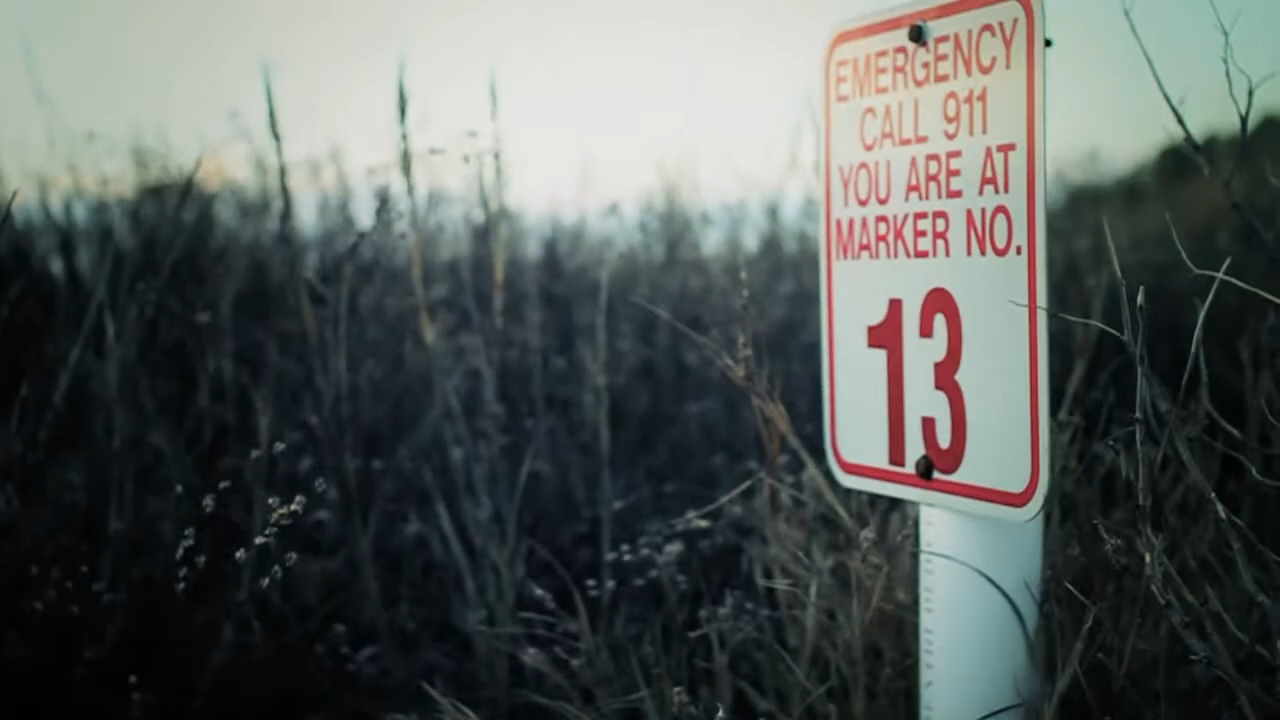 EMERGENCY
CALL 911
YOU ARE AT
MARKER NO.
13